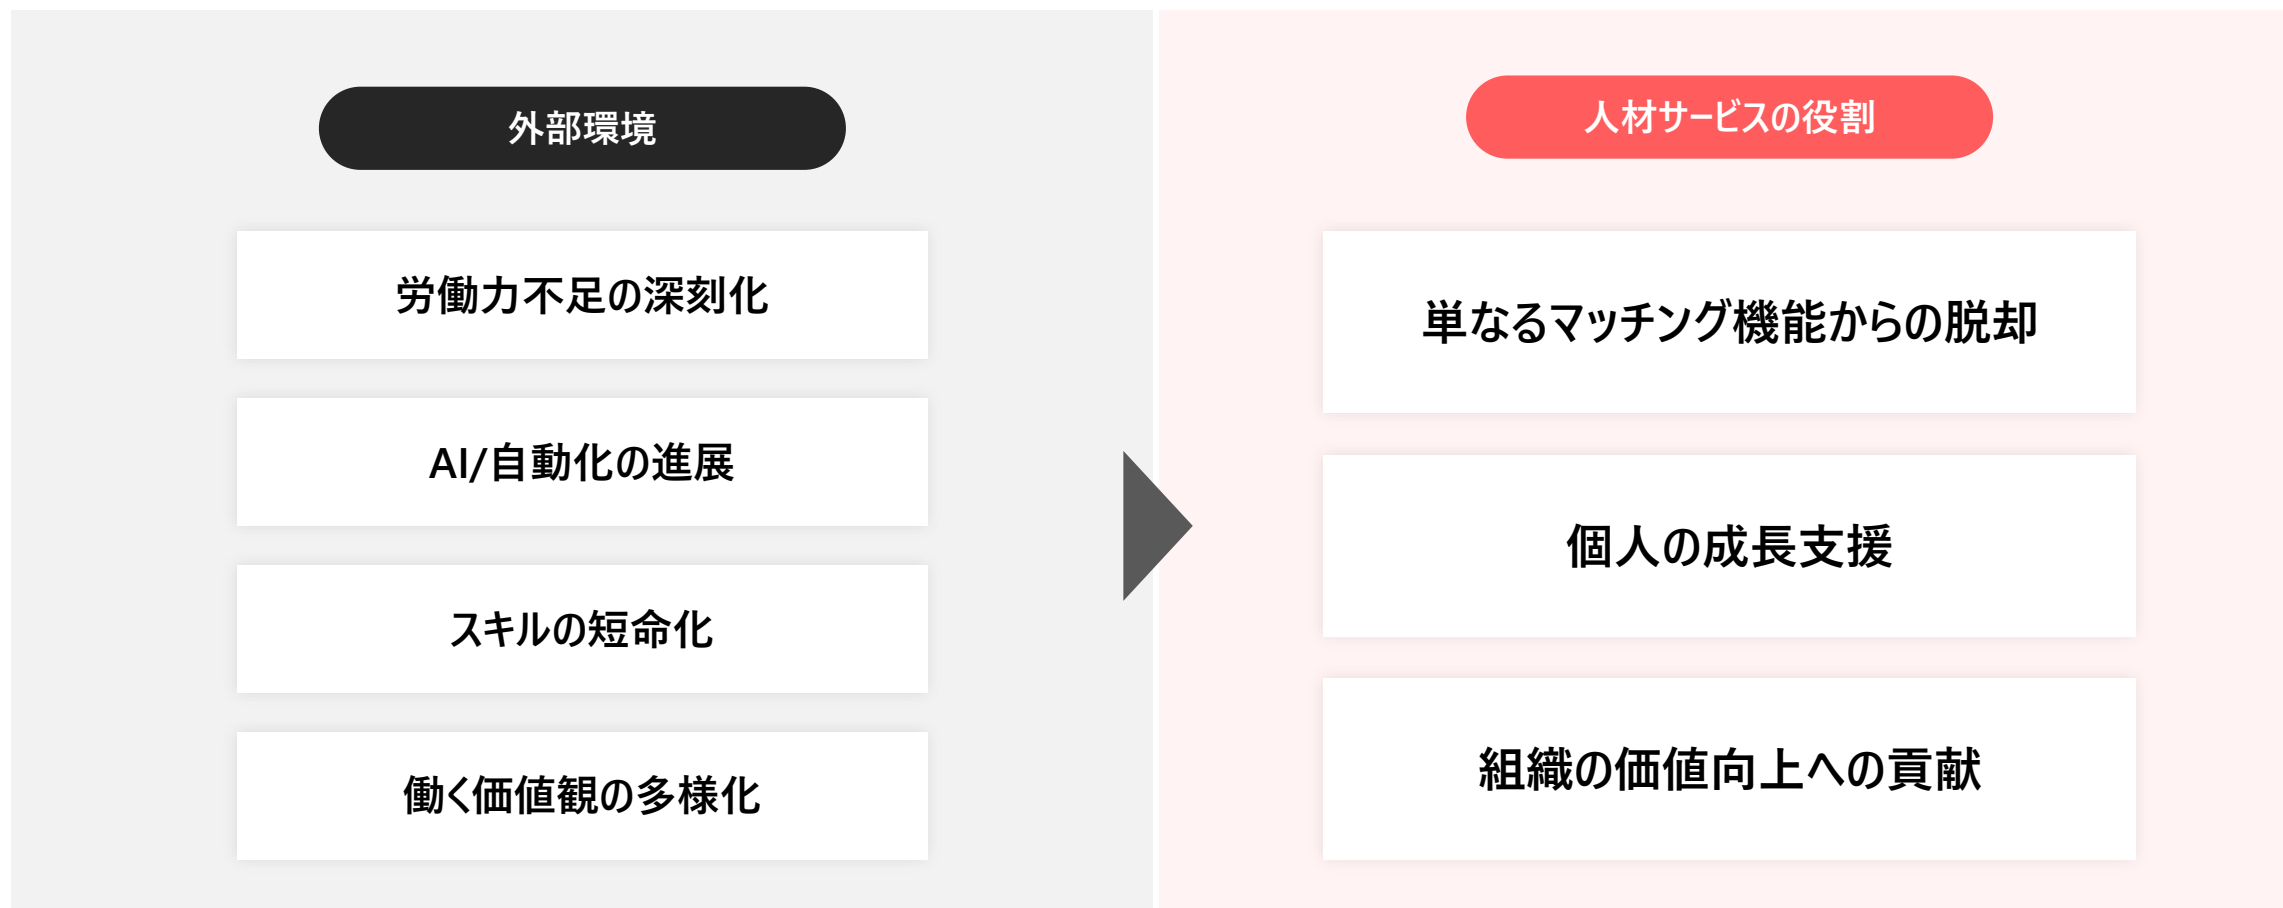 外部環境
労働力不足の深刻化
AI/自動化の進展
スキルの短命化
働く価値観の多様化
人材サービスの役割
単なるマッチング機能からの脱却
個人の成長支援
組織の価値向上への貢献